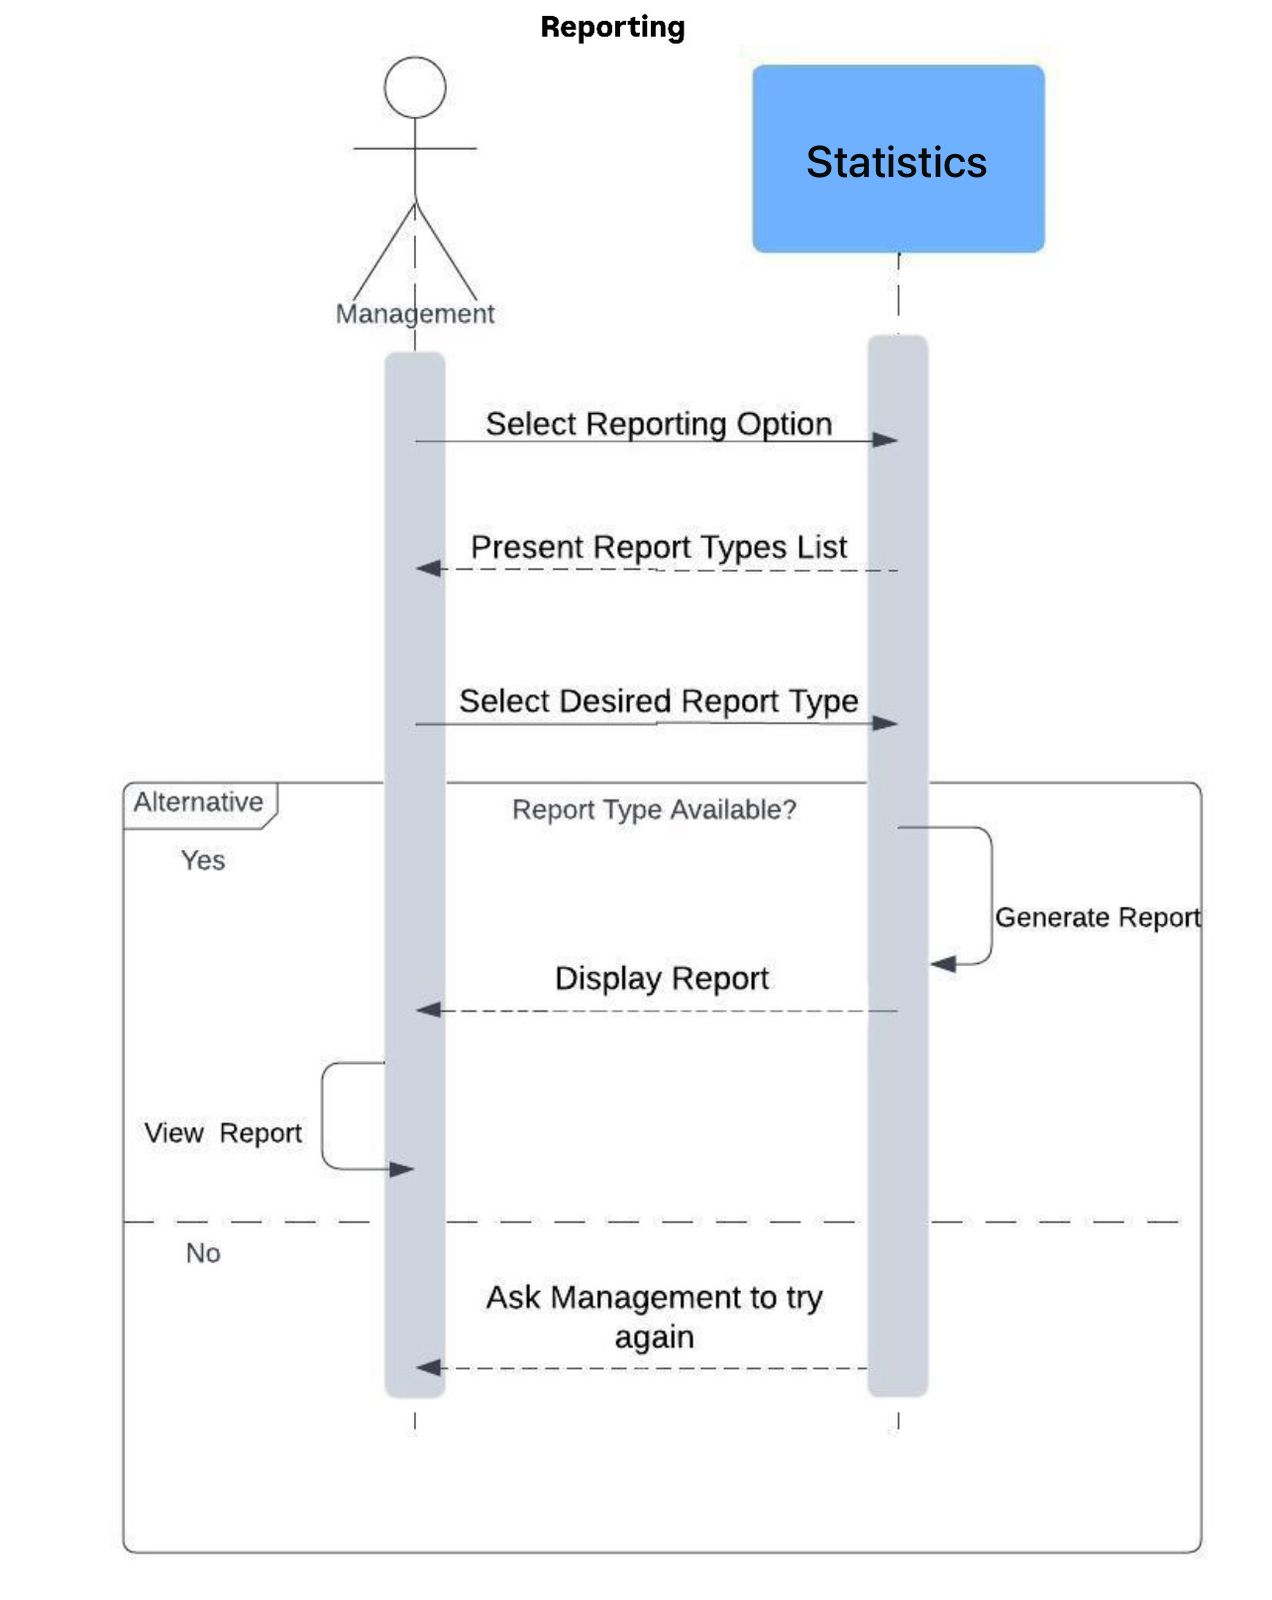 Reporting
Statistics
Management
Select Reporting Option
Present Report Types List
Select Desired Report Type
Alternative
Report Type Available?
Yes
Generate Report
Display Report
View Report
No
Ask Management to try
again